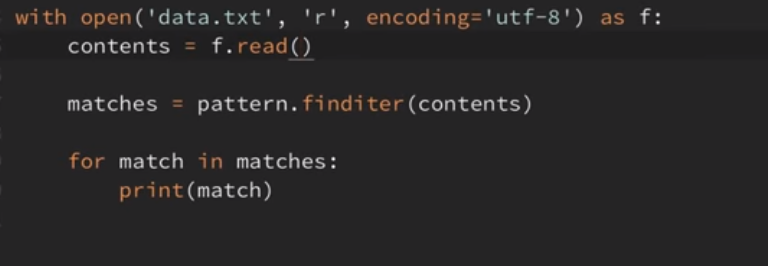 with open('data.txt', 'r', encoding='utf-8') as f:
    contents = f.read()
    matches = pattern.finditer(contents)
    for match in matches:
        print(match)